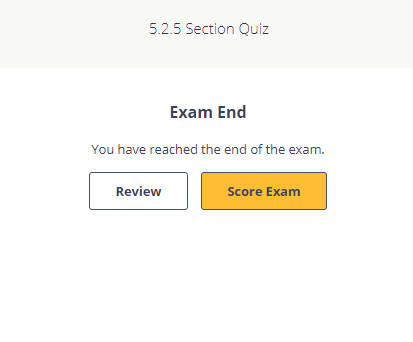 5.2.5 Section Quiz
Exam End
You have reached the end of the exam.
Review
Score Exam